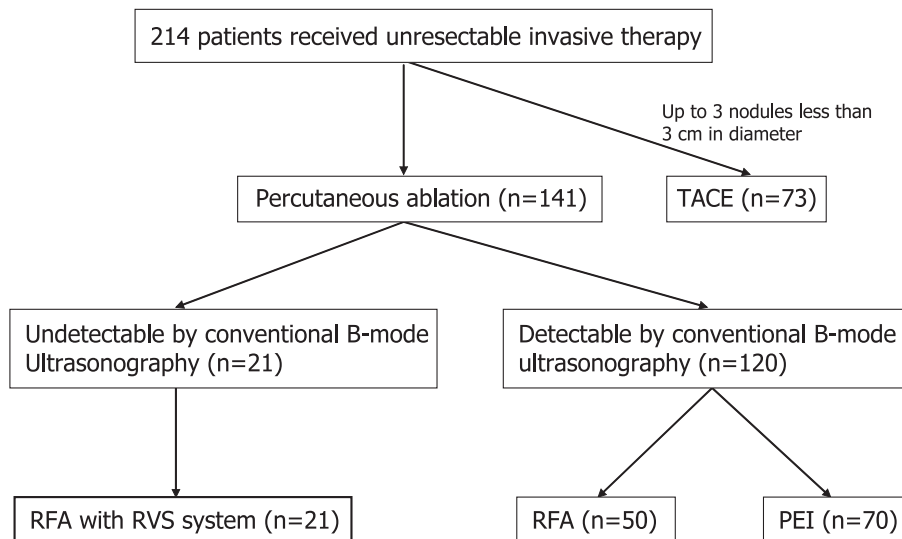 214 patients received unresectable invasive therapy
Up to 3 nodules less than
3 cm in diameter
Percutaneous ablation (n=141)
TACE (n=73)
Undetectable by conventional B-mode
Ultrasonography (n=21)
Detectable by conventional B-mode
ultrasonography (n=120)
RFA with RVS system (n=21)
RFA (n=50)
PEI (n=70)